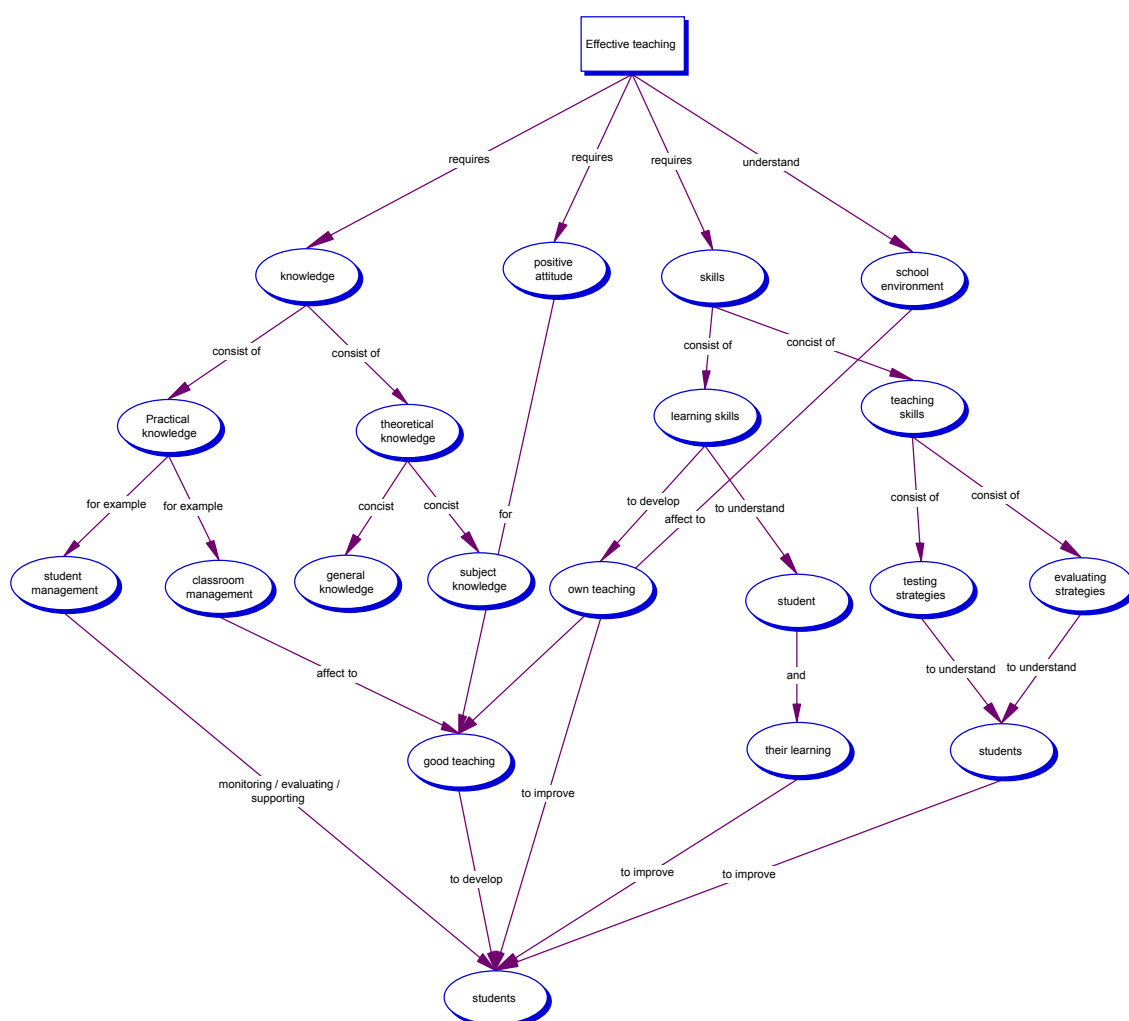 Effective teaching
requires
requires
requires
understand
knowledge
positive
attitude
skills
school
environment
consist of
consist of
consist of
concist of
Practical
knowledge
theoretical
knowledge
learning skills
teaching
skills
for example
for example
concist
concist
for
to develop
to understand
affect to
consist of
consist of
student
management
classroom
management
general
knowledge
subject
knowledge
own teaching
student
testing
strategies
evaluating
strategies
affect to
and
to understand
to understand
good teaching
their learning
students
monitoring / evaluating /
supporting
to improve
to develop
to improve
to improve
students